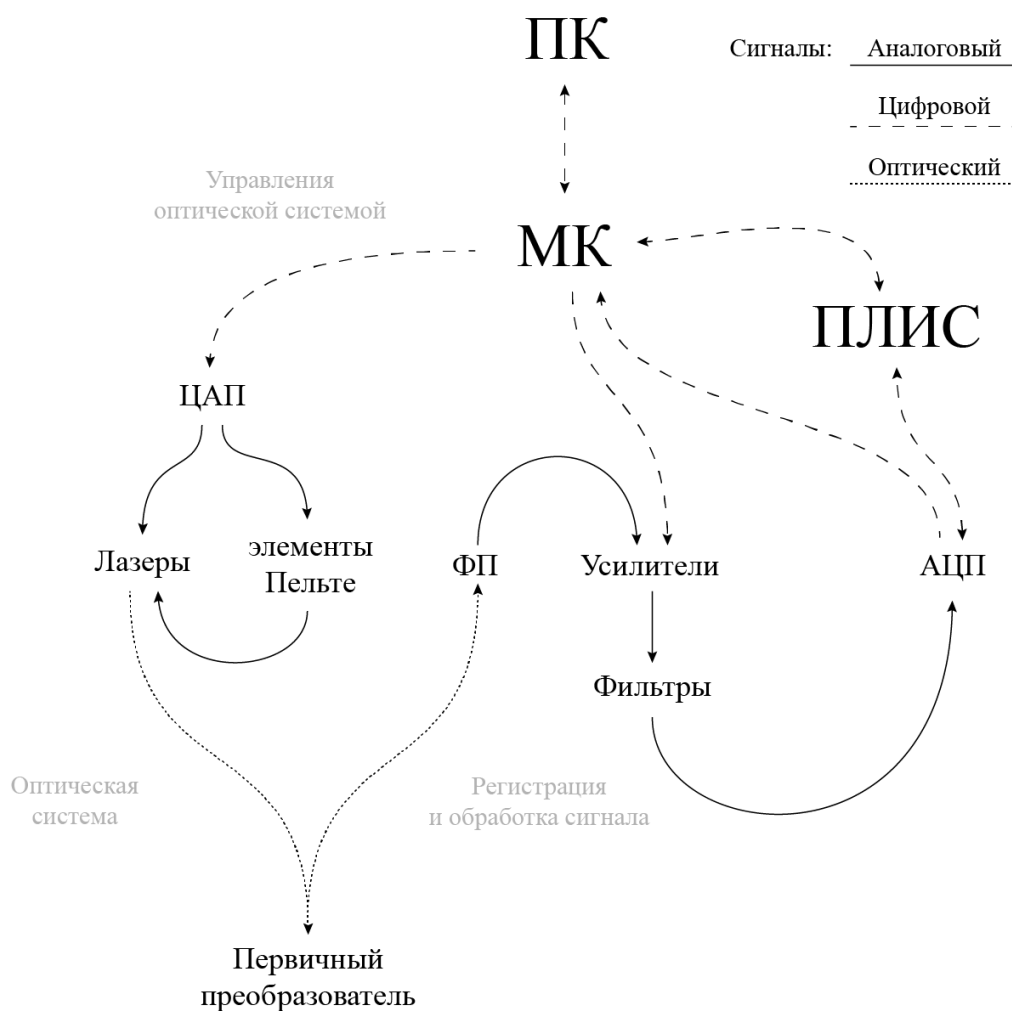 ПК
Сигналы: Аналоговый
Цифровой
Оптический
Управления
оптической системой
МК
ПЛИС
ЦАП
Лазеры
элементы
Пельте
ФП
Усилители
АЦП
Фильтры
Оптическая
система
Регистрация
и обработка сигнала
Первичный
преобразователь